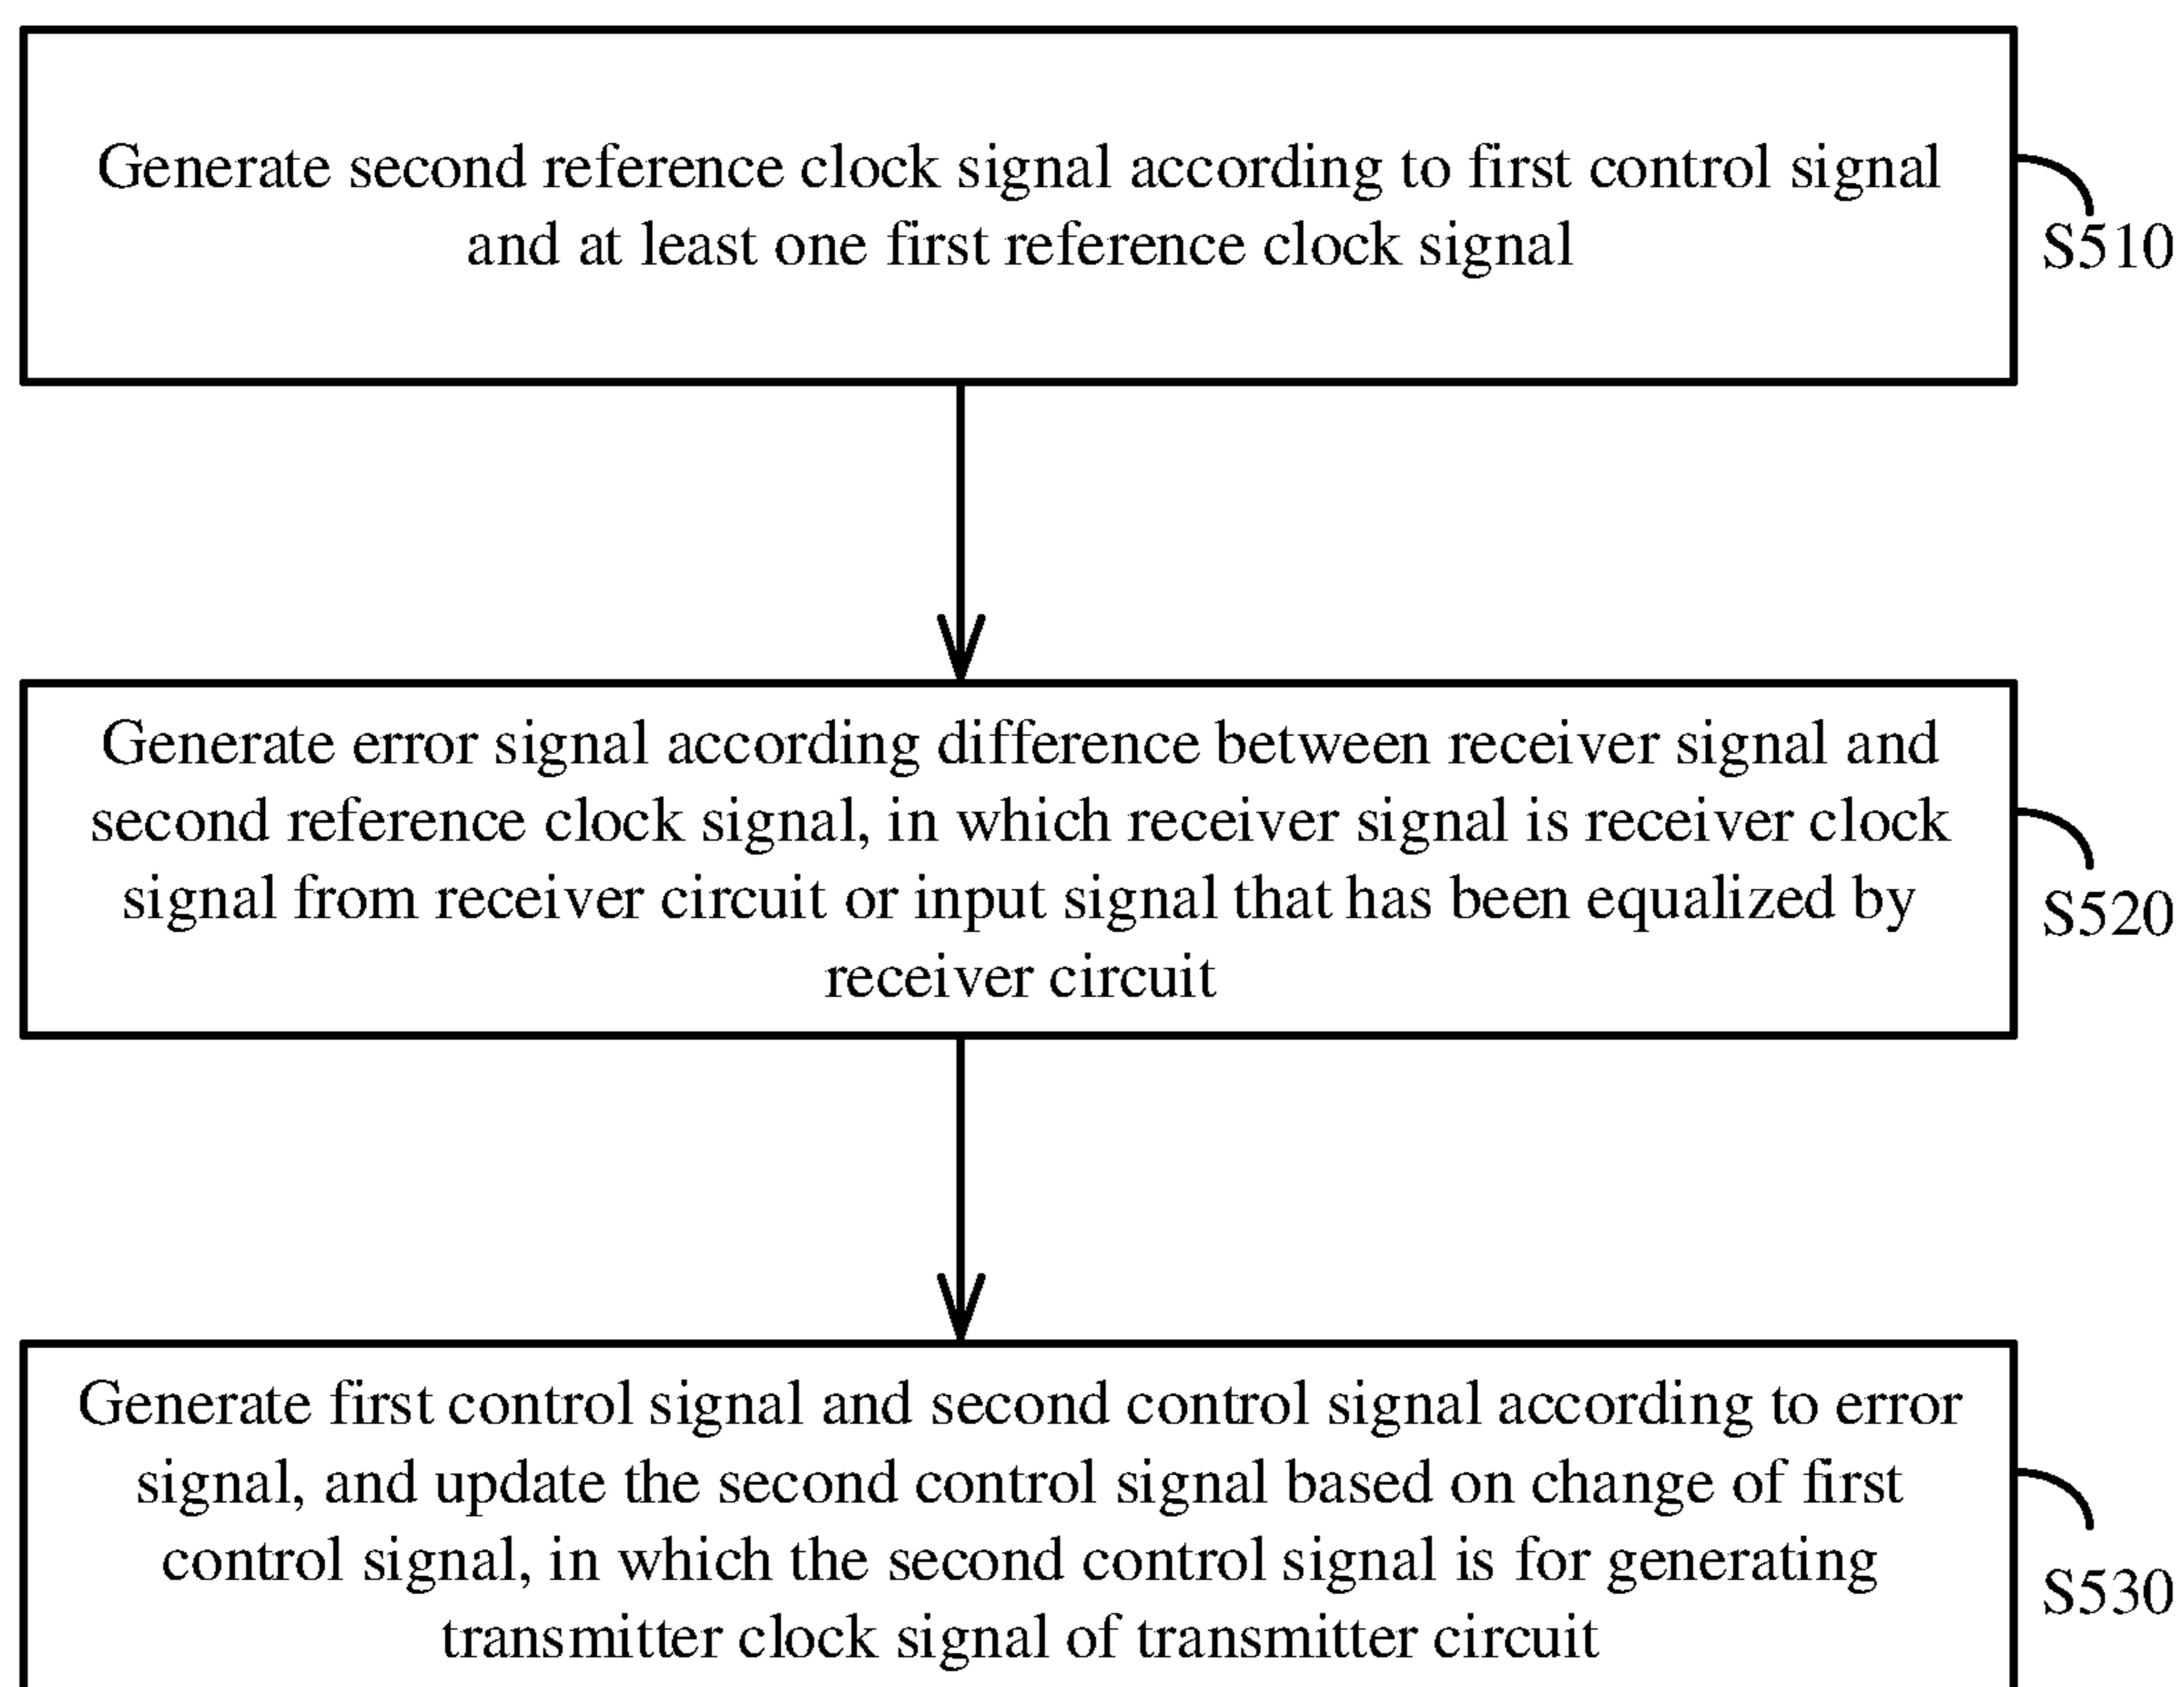 Generate second reference clock signal according to first control signal
and at least one first reference clock signal
S510
Generate error signal according difference between receiver signal and
second reference clock signal, in which receiver signal is receiver clock
signal from receiver circuit or input signal that has been equalized by
receiver circuit
S520
Generate first control signal and second control signal according to error
signal, and update the second control signal based on change of first
control signal, in which the second control signal is for generating
transmitter clock signal of transmitter circuit
S530